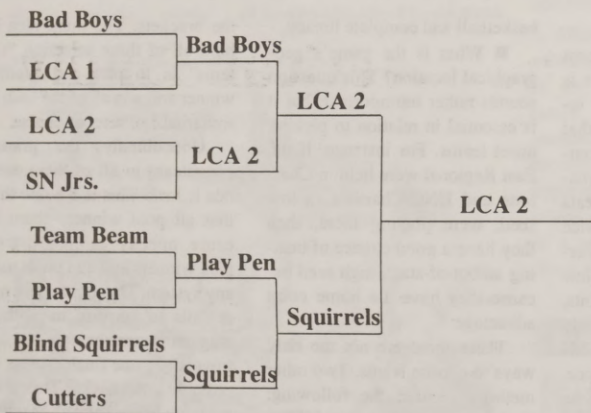 Bad Boys
Bad Boys
LCA 1
LCA 2
LCA 2
LCA 2
SN Jrs.
LCA 2
Team Beam
Play Pen
Play Pen
Squirrels
Blind Squirrels
Squirrels
Cutters